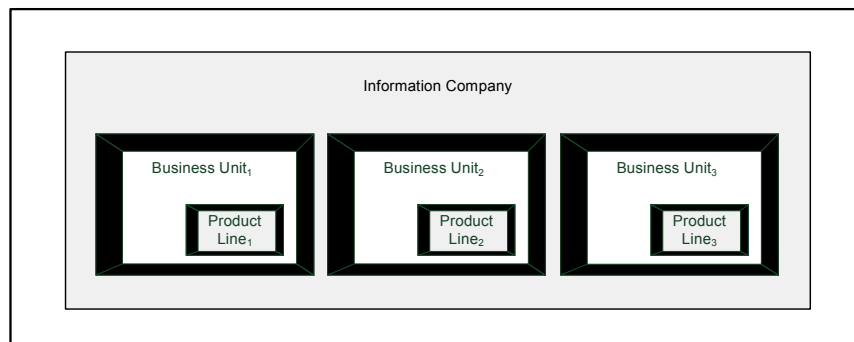 Information Company
Business Unit₁
Business Unit₂
Business Unit₃
Product
Line₁
Product
Line₂
Product
Line₃